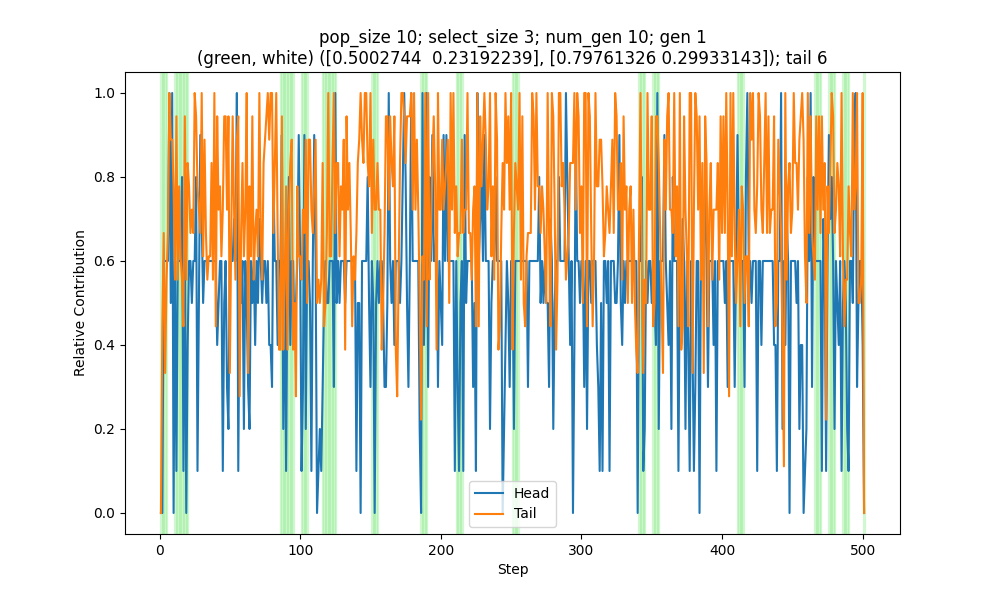 pop_size 10; select_size 3; num_gen 10; gen 1
(green, white) ([0.5002744  0.23192239], [0.79761326 0.29933143]); tail 6
1.0
0.8
0.6
0.4
0.2
0.0
Relative Contribution
Head
Tail
0
100
200
300
400
500
Step